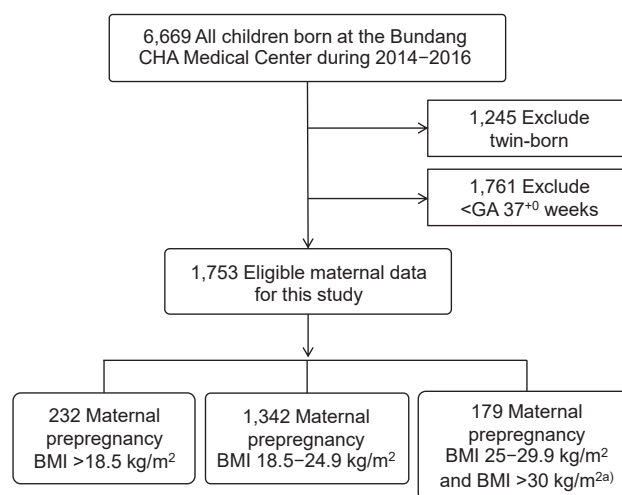 6,669 All children born at the Bundang
CHA Medical Center during 2014−2016
1,245 Exclude
twin-born
1,761 Exclude
<GA 37⁺⁰ weeks
1,753 Eligible maternal data
for this study
232 Maternal
prepregnancy
BMI >18.5 kg/m²
1,342 Maternal
prepregnancy
BMI 18.5−24.9 kg/m²
179 Maternal
prepregnancy
BMI 25−29.9 kg/m²
and BMI >30 kg/m²ᵃ⁾